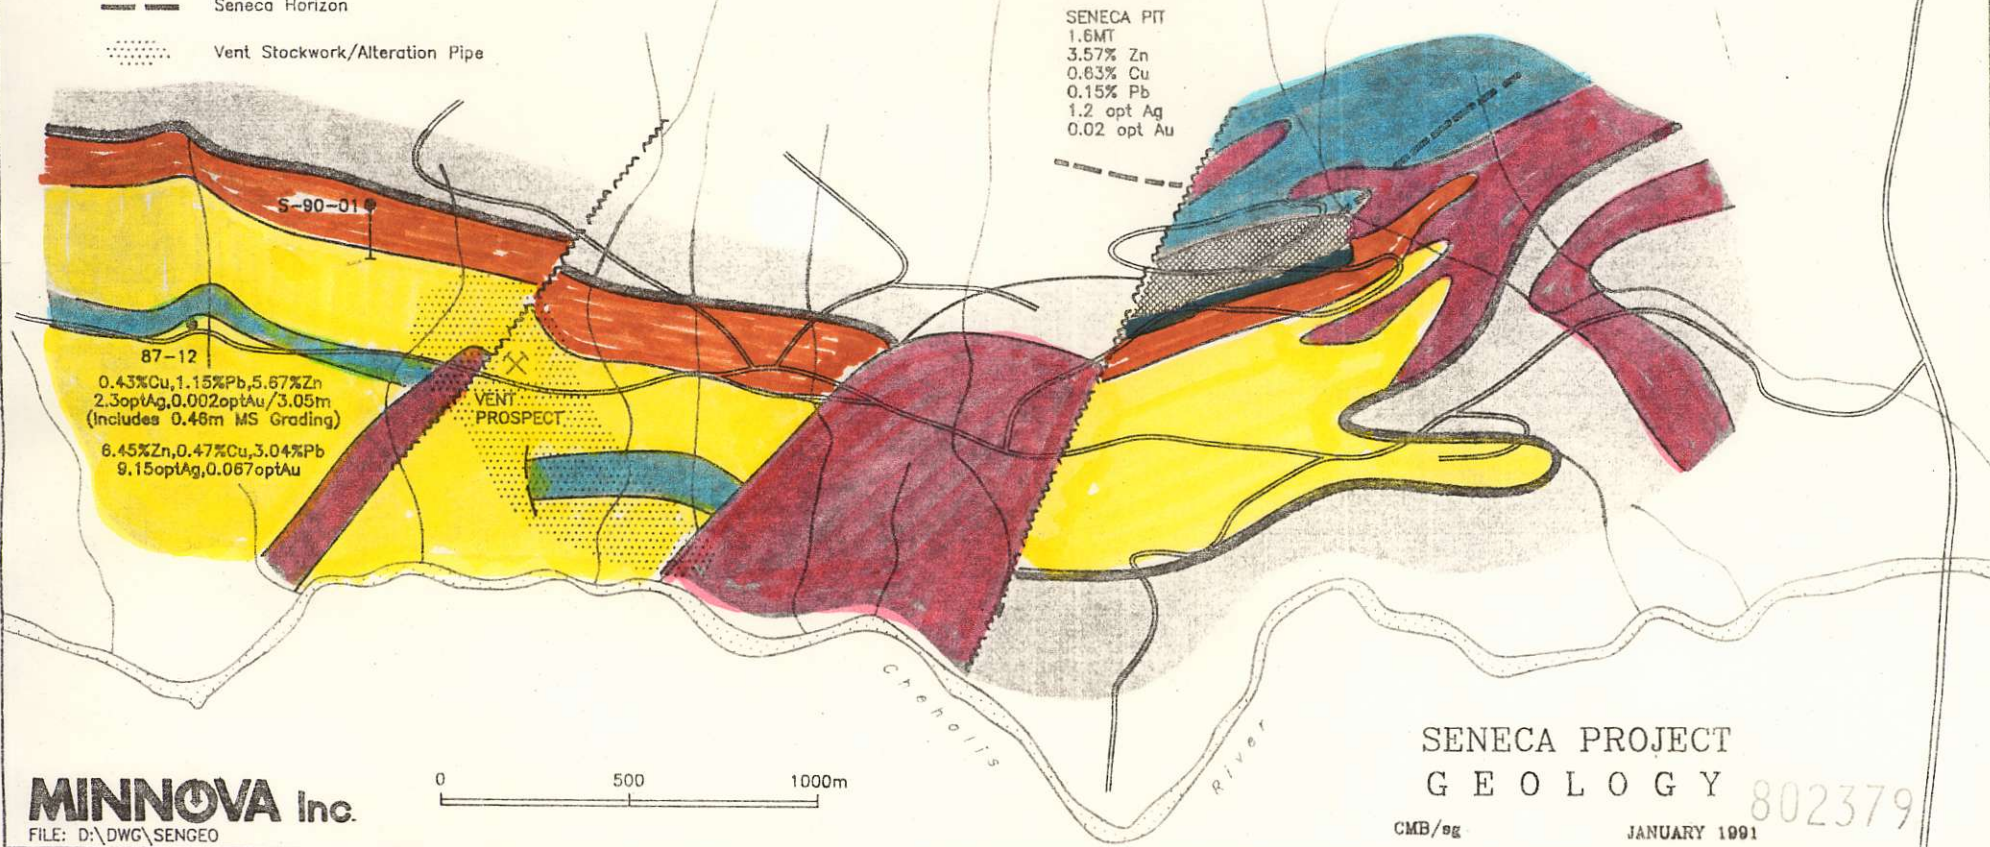 Seneca Horizon
Vent Stockwork/Alteration Pipe
SENECA PIT
1.6MT
3.57% Zn
0.63% Cu
0.15% Pb
1.2 opt Ag
0.02 opt Au
S-90-01
87-12
0.43%Cu,1.15%Pb,5.67%Zn
2.3optAg,0.002optAu/3.05m
(includes 0.46m MS Grading)
6.45%Zn,0.47%Cu,3.04%Pb
9.15optAg,0.067optAu
VENT
PROSPECT
Chehalis
River
0 500 1000m
MINNOVA Inc.
FILE: D:\DWG\SENGEO
SENECA PROJECT
GEOLOGY
802379
CMB/sg JANUARY 1991